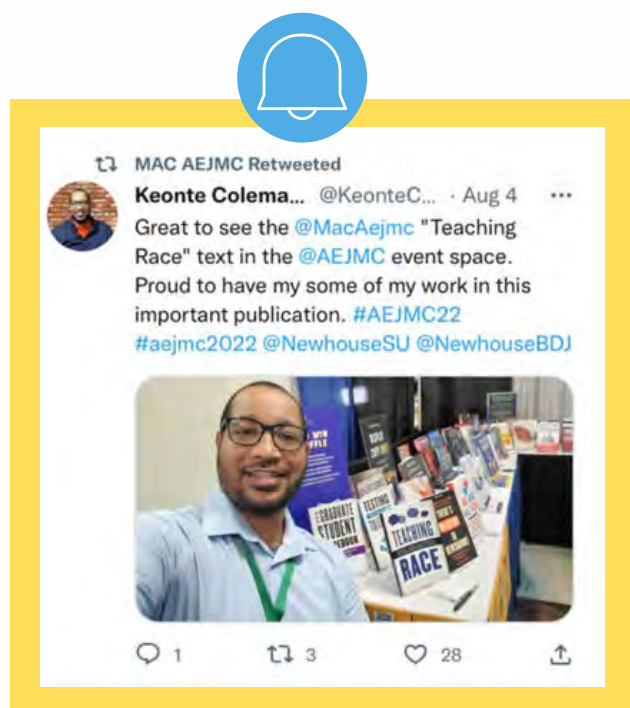 MAC AEJMC Retweeted
Keonte Colema... @KeonteC... · Aug 4 ...
Great to see the @MacAejmc "Teaching
Race" text in the @AEJMC event space.
Proud to have my some of my work in this
important publication. #AEJMC22
#aejmc2022 @NewhouseSU @NewhouseBDJ
WIN
GRADUATE
STUDENT
TEACHING
RACE
1 3 28